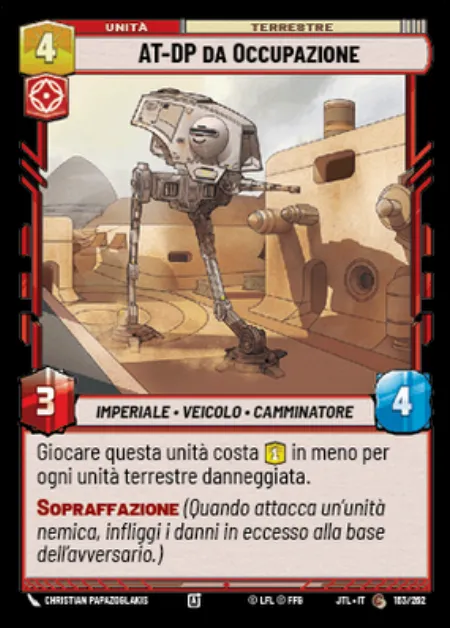 UNITÀ
TERRESTRE
4
AT-DP DA OCCUPAZIONE
3
IMPERIALE • VEICOLO • CAMMINATORE
4
Giocare questa unità costa 1 in meno per
ogni unità terrestre danneggiata.
SOPRAFFAZIONE (Quando attacca un'unità
nemica, infliggi i danni in eccesso alla base
dell'avversario.)
CHRISTIAN PAPAZOGLAKIS
© LFL © FFG
JTL • IT
C
163/262